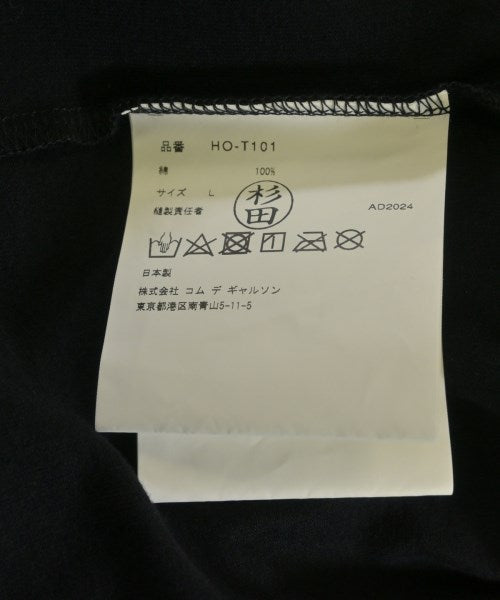 品番 HO-T101
綿 100%
サイズ L
杉田
縫製責任者 AD2024
日本製
株式会社 コム デ ギャルソン
東京都港区南青山5-11-5